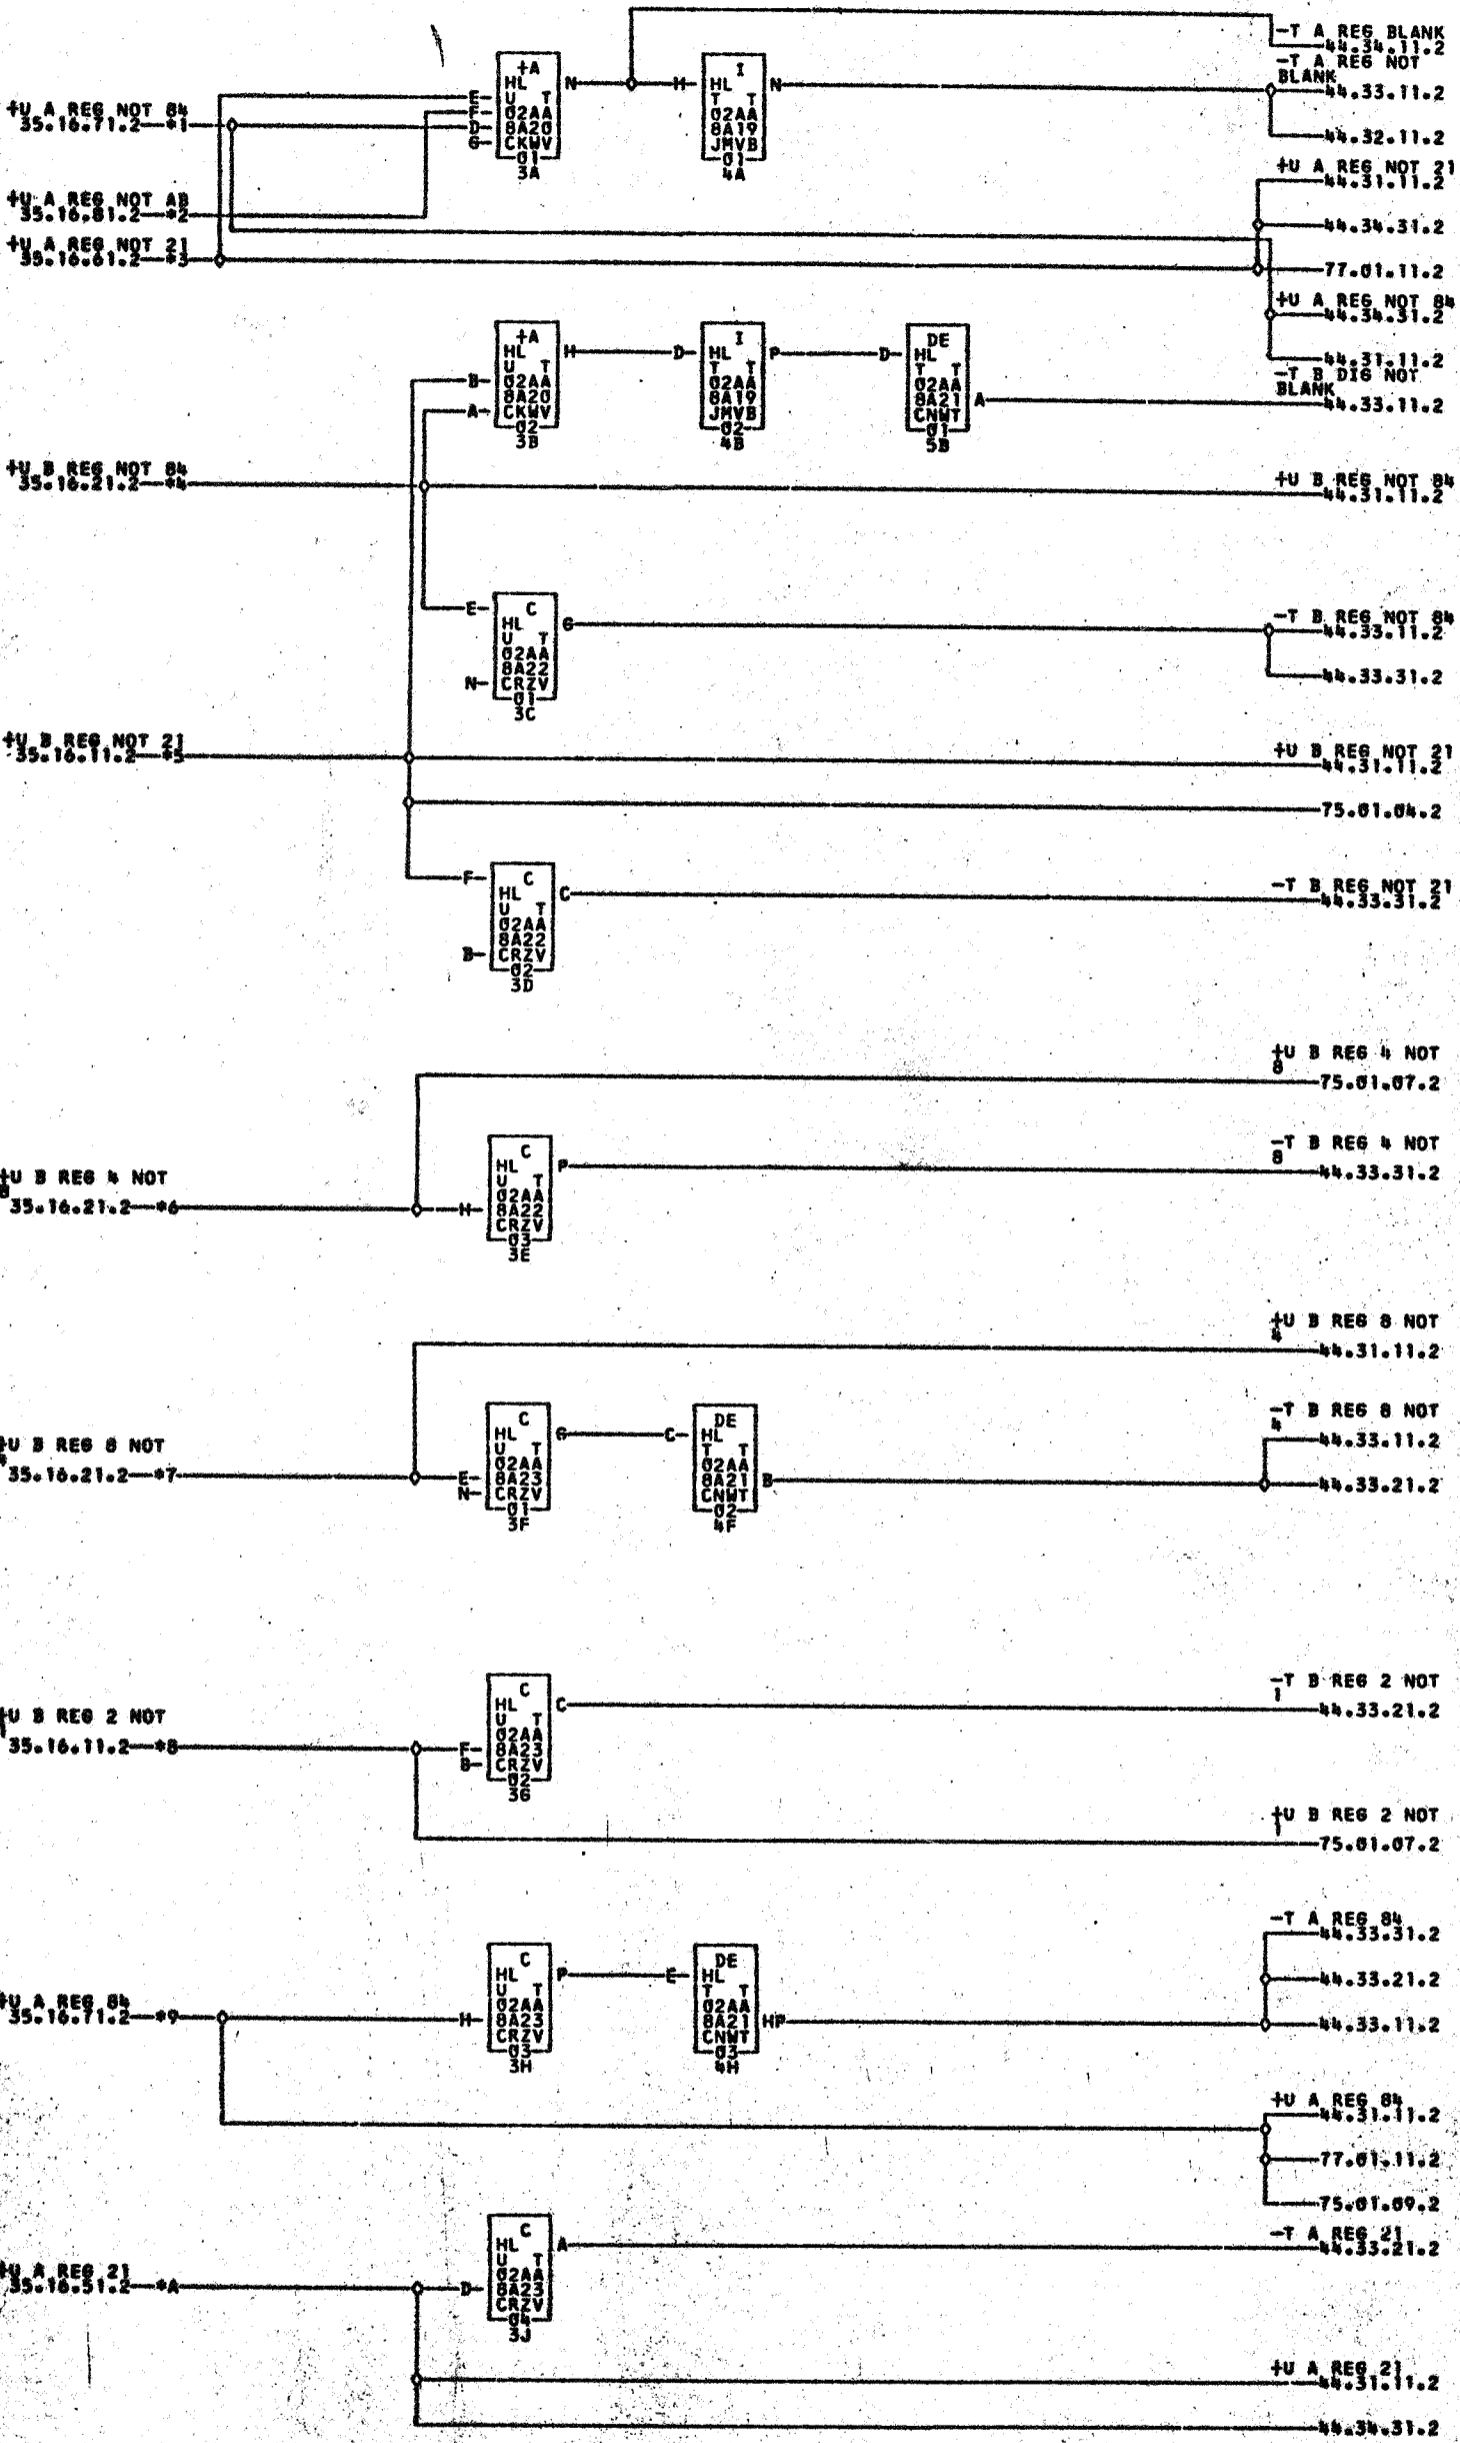 -T A REG BLANK
44.34.11.2
-T A REG NOT
BLANK
44.33.11.2
44.32.11.2
+A
HL
U T
02AA
8A20
CKWV
01
3A
E
F
D
G
N
M
I
HL
T T
02AA
8A19
JMVB
01
4A
N
+U A REG NOT 84
35.16.71.2 *1
+U A REG NOT AB
35.16.81.2 *2
+U A REG NOT 21
35.16.61.2 *3
+U A REG NOT 21
44.31.11.2
44.34.31.2
77.01.11.2
+U A REG NOT 84
44.34.31.2
44.31.11.2
+A
HL
U T
02AA
8A20
CKWV
02
3B
B
A
H
D
I
HL
T T
02AA
8A19
JMVB
02
4B
P
D
DE
HL
T T
02AA
8A21
CNWT
01
5B
A
-T B DIG NOT
BLANK
44.33.11.2
+U B REG NOT 84
35.16.21.2 *4
+U B REG NOT 84
44.31.11.2
E
N
C
HL
U T
02AA
8A22
CRZV
01
3C
G
-T B REG NOT 84
44.33.11.2
44.33.31.2
+U B REG NOT 21
35.16.11.2 *5
+U B REG NOT 21
44.31.11.2
75.01.04.2
F
B
C
HL
U T
02AA
8A22
CRZV
02
3D
C
-T B REG NOT 21
44.33.31.2
+U B REG 4 NOT
8
75.01.07.2
+U B REG 4 NOT
8
35.16.21.2 *6
H
C
HL
U T
02AA
8A22
CRZV
03
3E
P
-T B REG 4 NOT
8
44.33.31.2
+U B REG 8 NOT
4
44.31.11.2
+U B REG 8 NOT
4
35.16.21.2 *7
E
N
C
HL
U T
02AA
8A23
CRZV
01
3F
G
C
DE
HL
T T
02AA
8A21
CNWT
02
4F
B
-T B REG 8 NOT
4
44.33.11.2
44.33.21.2
+U B REG 2 NOT
1
35.16.11.2 *8
F
B
C
HL
U T
02AA
8A23
CRZV
02
3G
C
-T B REG 2 NOT
1
44.33.21.2
+U B REG 2 NOT
1
75.01.07.2
+U A REG 84
35.16.71.2 *9
H
C
HL
U T
02AA
8A23
CRZV
03
3H
P
E
DE
HL
T T
02AA
8A21
CNWT
03
4H
HP
-T A REG 84
44.33.31.2
44.33.21.2
44.33.11.2
+U A REG 84
44.31.11.2
77.01.11.2
75.01.09.2
+U A REG 21
35.16.51.2 *A
D
C
HL
U T
02AA
8A23
CRZV
04
3J
A
-T A REG 21
44.33.21.2
+U A REG 21
44.31.11.2
44.34.31.2